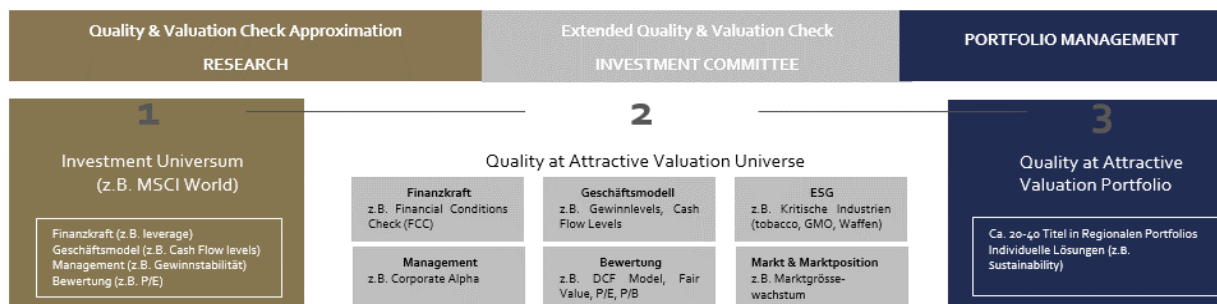 Quality & Valuation Check Approximation
RESEARCH
Extended Quality & Valuation Check
INVESTMENT COMMITTEE
PORTFOLIO MANAGEMENT
1
Investment Universum
(z.B. MSCI World)
Finanzkraft (z.B. leverage)
Geschäftsmodel (z.B. Cash Flow levels)
Management (z.B. Gewinnstabilität)
Bewertung (z.B. P/E)
2
Quality at Attractive Valuation Universe
Finanzkraft
z.B. Financial Conditions
Check (FCC)
Geschäftsmodell
z.B. Gewinnlevels, Cash
Flow Levels
ESG
z.B. Kritische Industrien
(tobacco, GMO, Waffen)
Management
z.B. Corporate Alpha
Bewertung
z.B. DCF Model, Fair
Value, P/E, P/B
Markt & Marktposition
z.B. Marktgrösse-
wachstum
3
Quality at Attractive
Valuation Portfolio
Ca. 20-40 Titel in Regionalen Portfolios
Individuelle Lösungen (z.B.
Sustainability)